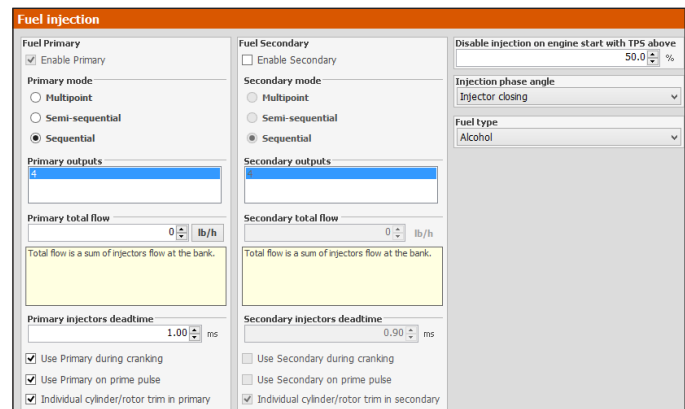 Fuel injection
Fuel Primary
Enable Primary
Primary mode
Multipoint
Semi-sequential
Sequential
Primary outputs
4
Primary total flow
0 lb/h
Total flow is a sum of injectors flow at the bank.
Primary injectors deadtime
1.00 ms
Use Primary during cranking
Use Primary on prime pulse
Individual cylinder/rotor trim in primary
Fuel Secondary
Enable Secondary
Secondary mode
Multipoint
Semi-sequential
Sequential
Secondary outputs
4
Secondary total flow
0 lb/h
Total flow is a sum of injectors flow at the bank.
Secondary injectors deadtime
0.90 ms
Use Secondary during cranking
Use Secondary on prime pulse
Individual cylinder/rotor trim in secondary
Disable injection on engine start with TPS above
50.0 %
Injection phase angle
Injector closing
Fuel type
Alcohol